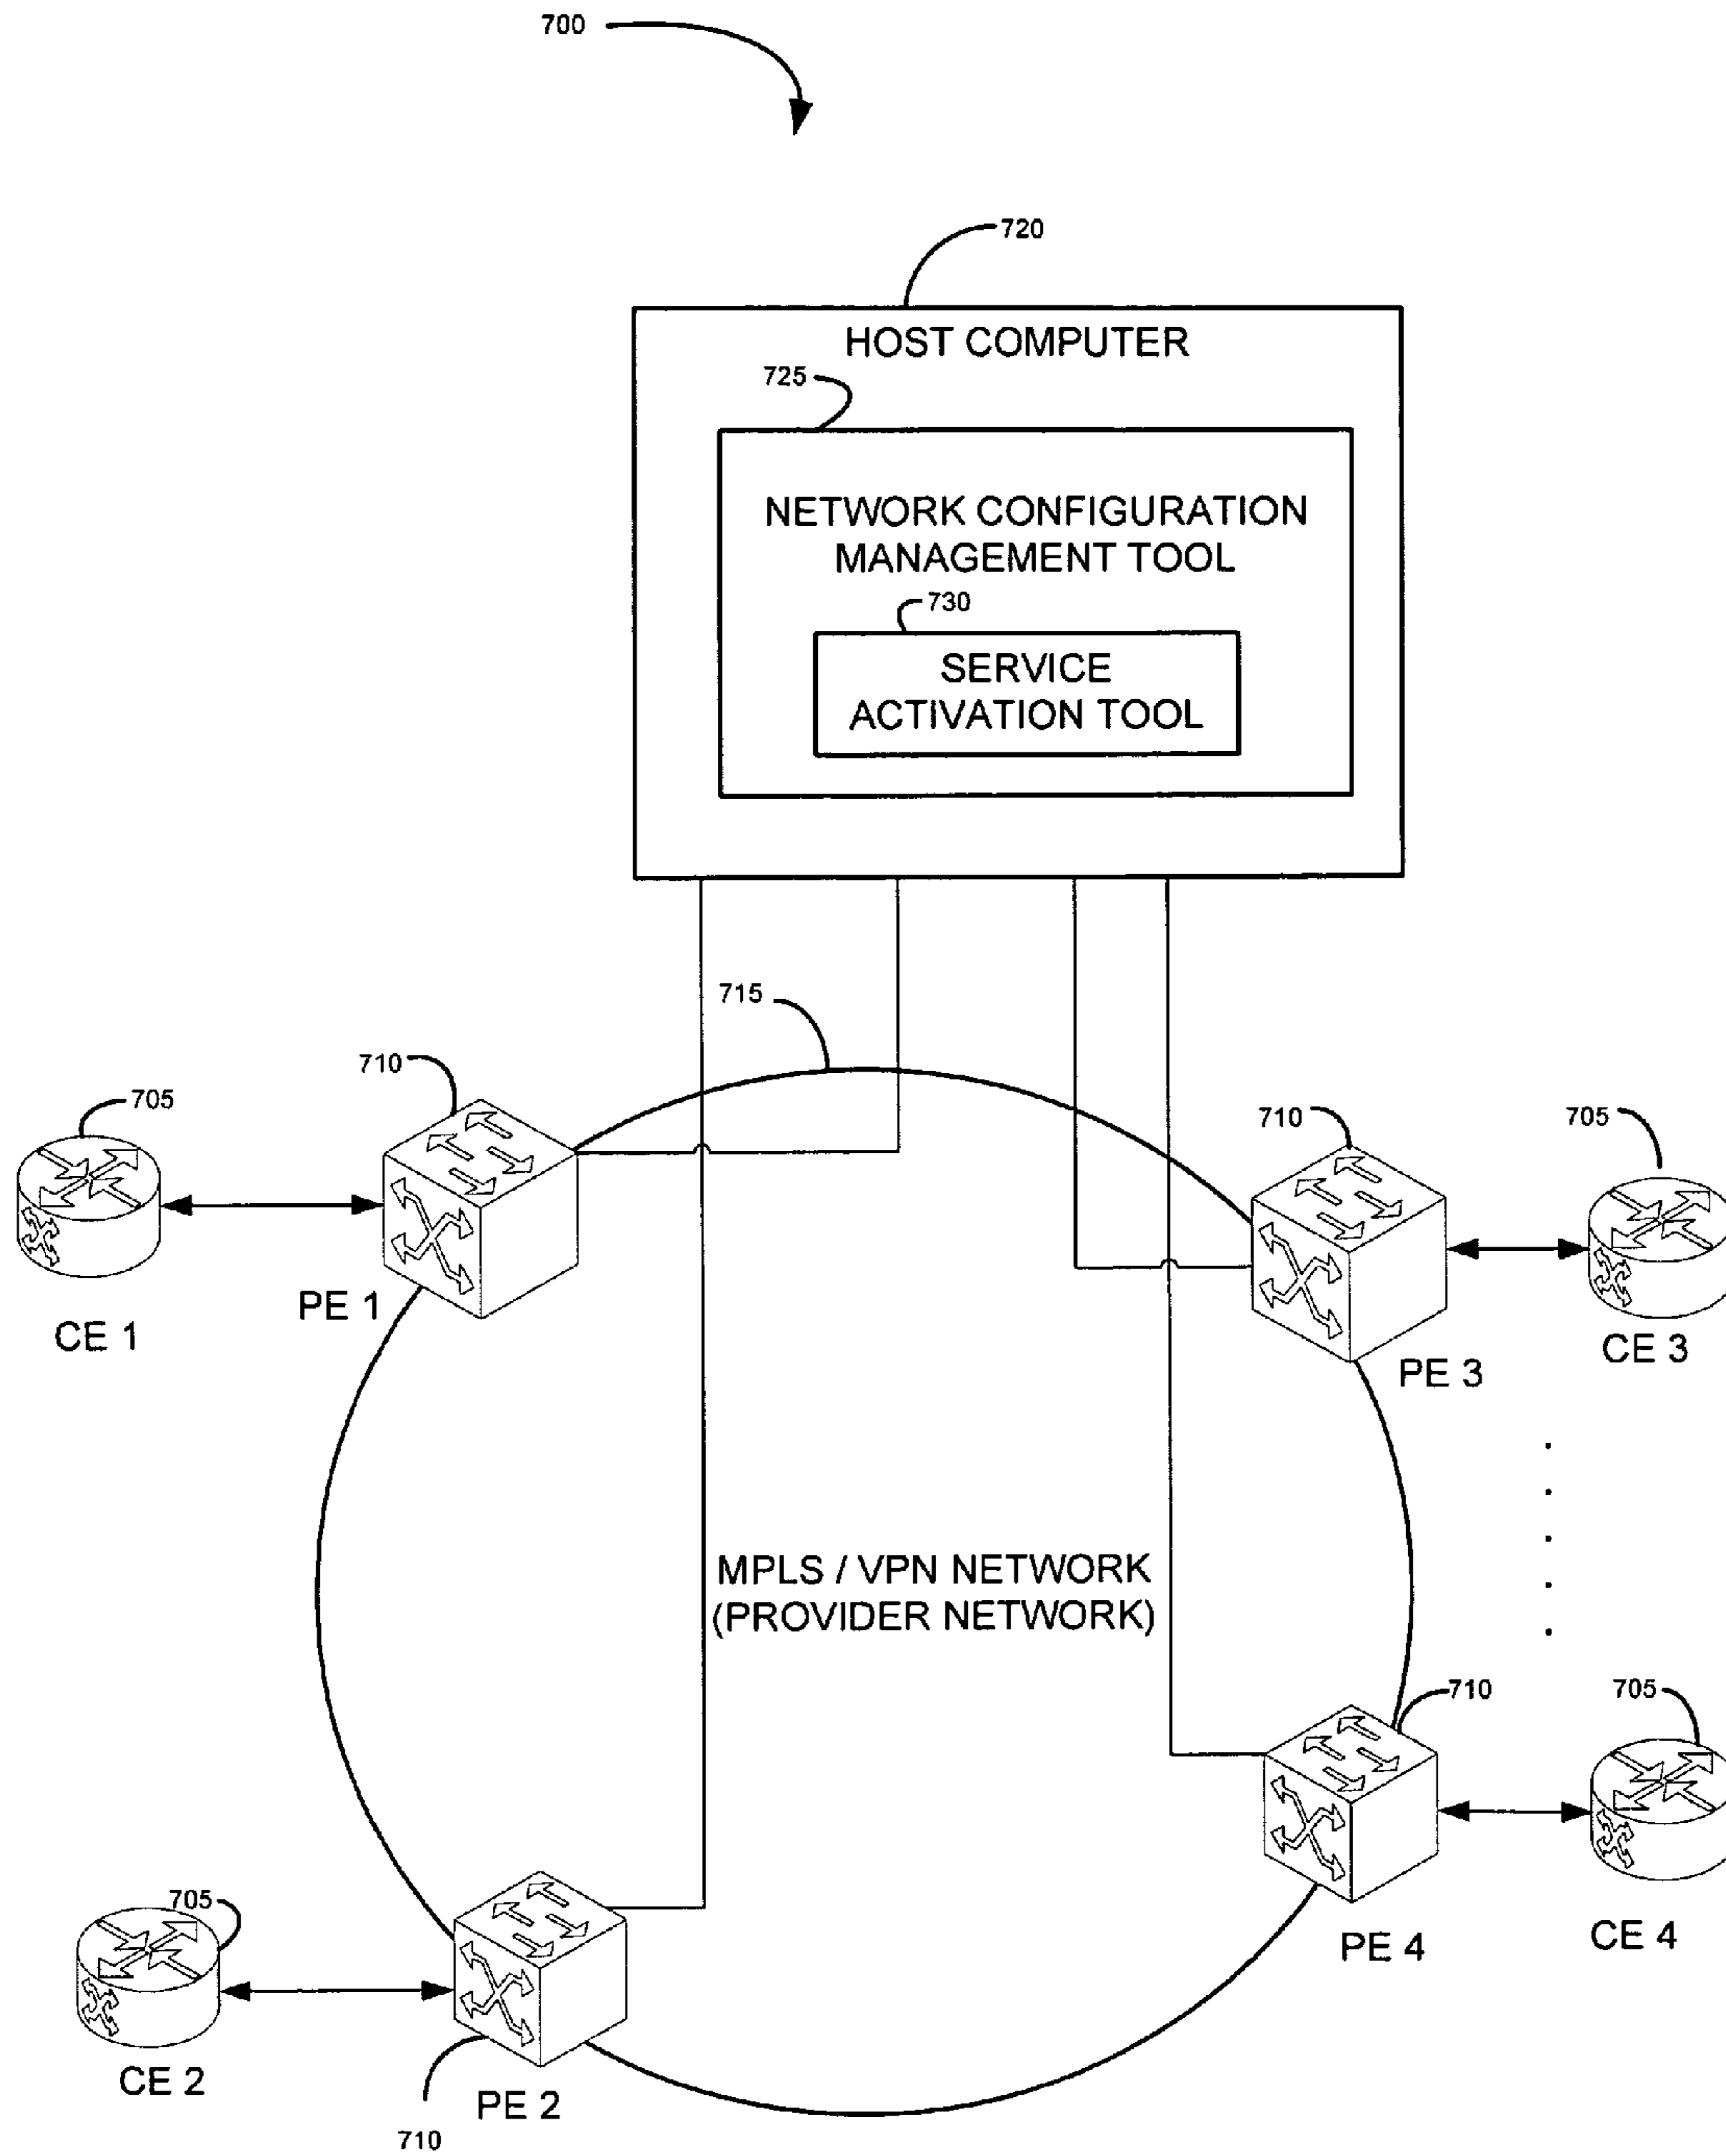 700
720
HOST COMPUTER
725
NETWORK CONFIGURATION
MANAGEMENT TOOL
730
SERVICE
ACTIVATION TOOL
715
710
705
710
705
PE 1
CE 1
CE 3
PE 3
MPLS / VPN NETWORK
(PROVIDER NETWORK)
710
705
705
PE 4
CE 4
CE 2
PE 2
710